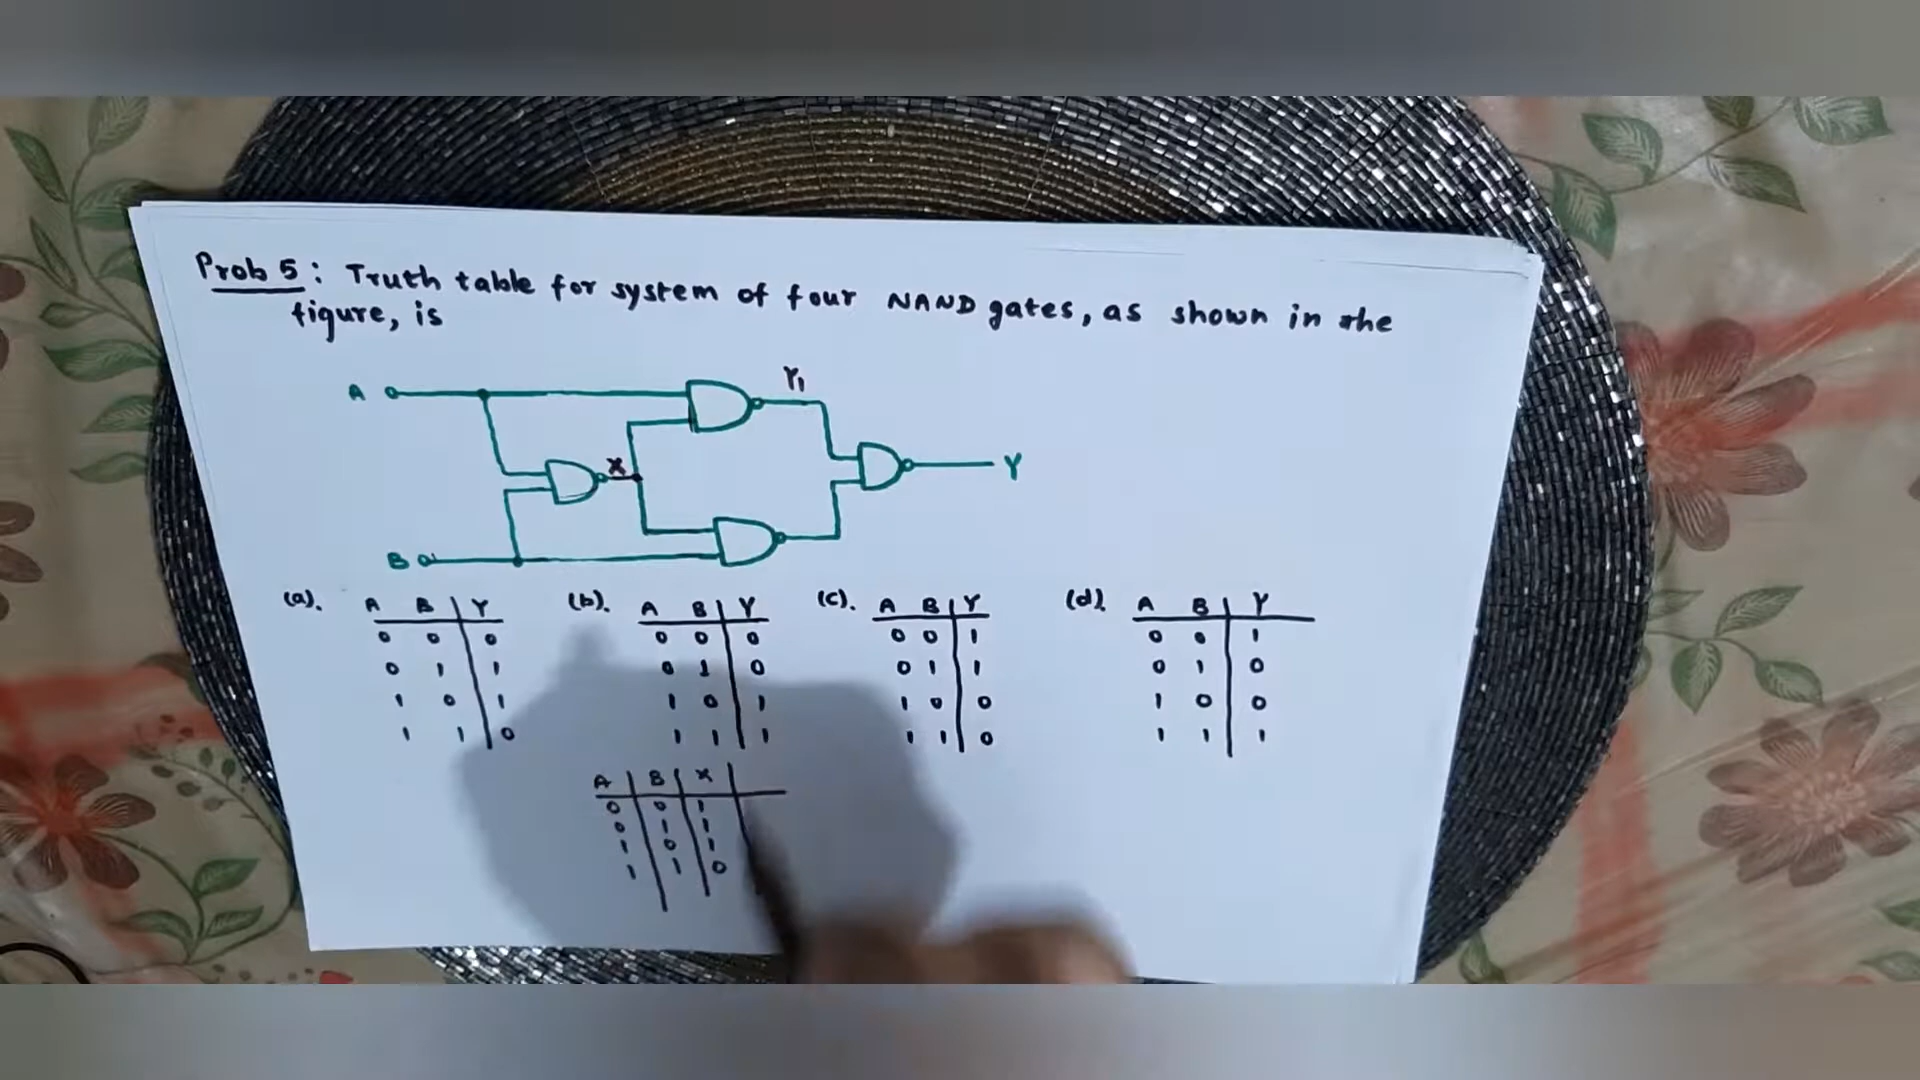 Prob 5 : Truth table for system of four NAND gates, as shown in the
figure, is
A
Y1
X
Y
B
(a). A B Y
0 0 0
0 1 1
1 0 1
1 1 0
(b). A B Y
0 0 0
0 1 0
1 0 1
1 1 1
(c). A B Y
0 0 1
0 1 1
1 0 0
1 1 0
(d). A B Y
0 0 1
0 1 0
1 0 0
1 1 1
A B X
0 0 1
0 1 1
1 0 1
1 1 0